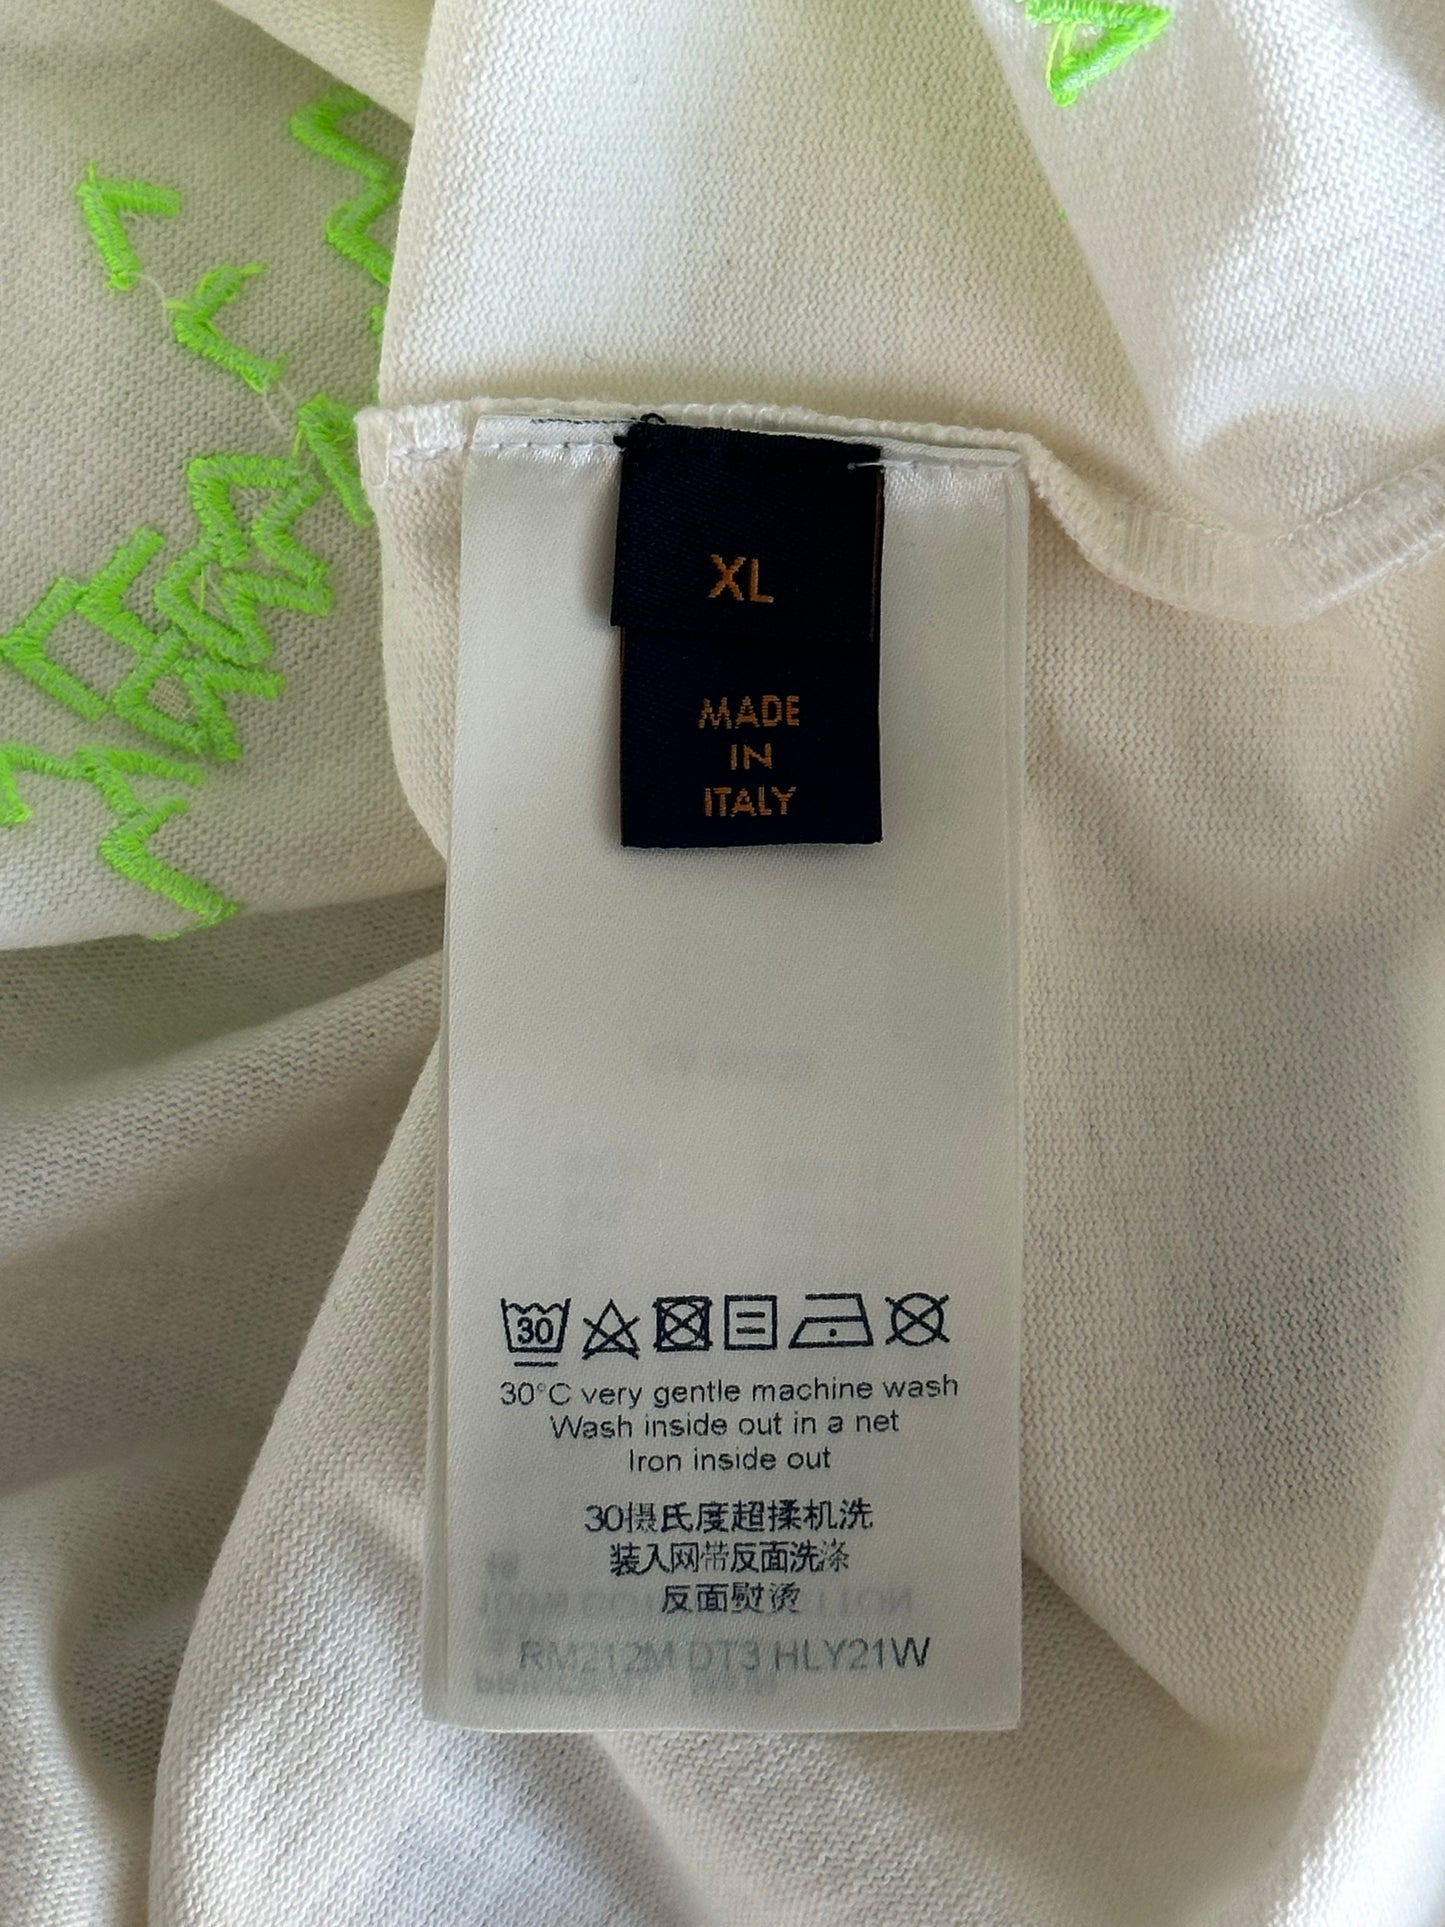 XL
MADE
IN
ITALY
30
30°C very gentle machine wash
Wash inside out in a net
Iron inside out
30摄氏度超揉机洗
装入网带反面洗涤
反面熨烫
RM212M DT3 HLY21W